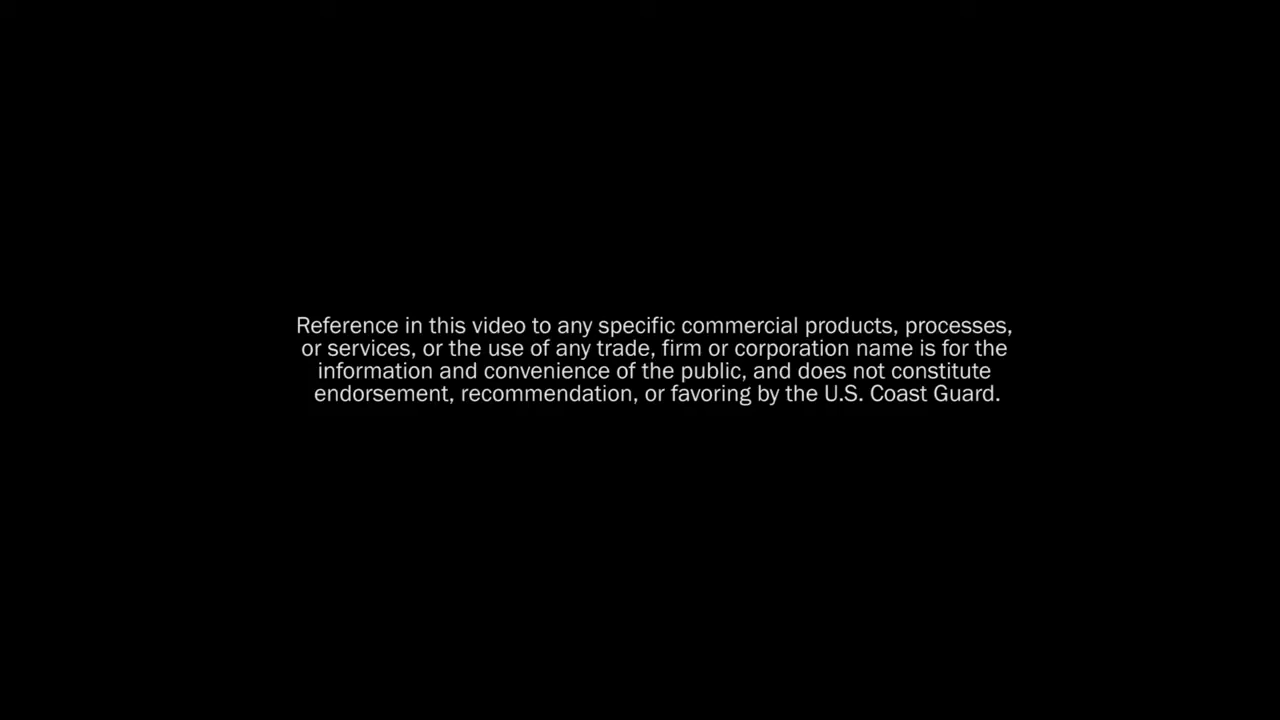 Reference in this video to any specific commercial products, processes,
or services, or the use of any trade, firm or corporation name is for the
information and convenience of the public, and does not constitute
endorsement, recommendation, or favoring by the U.S. Coast Guard.